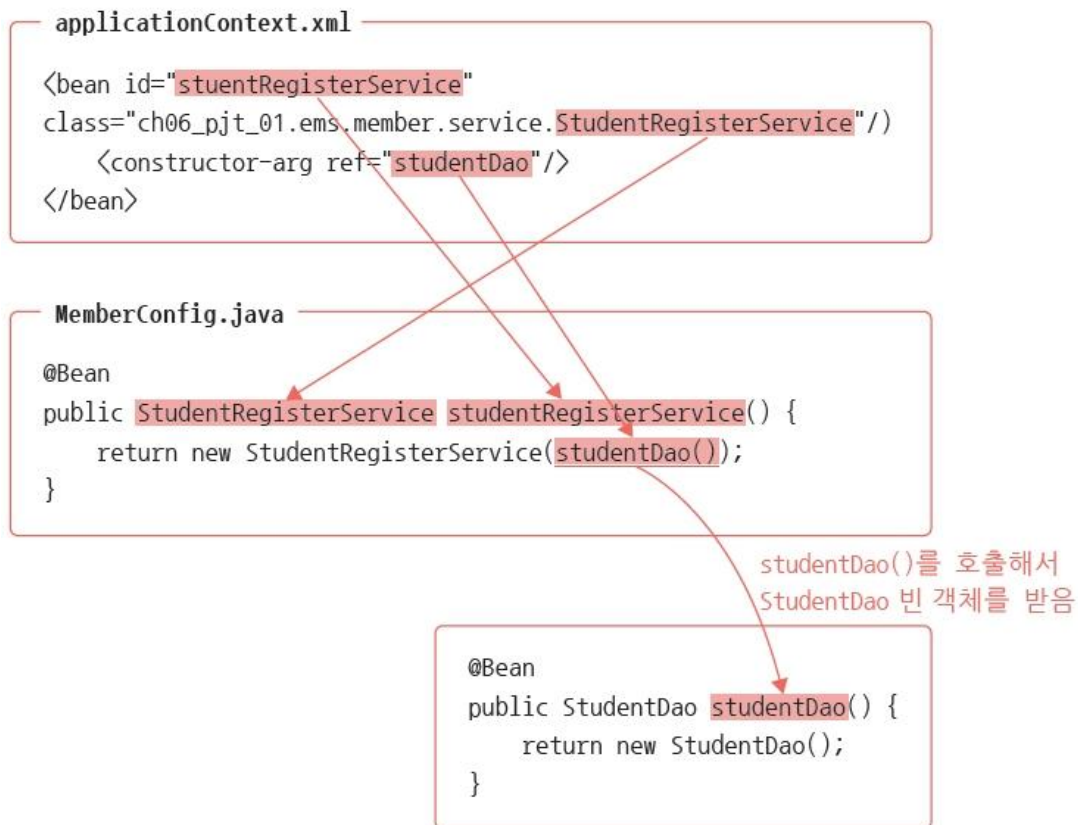 applicationContext.xml
<bean id="stuentRegisterService"
class="ch06_pjt_01.ems.member.service.StudentRegisterService"/)
<constructor-arg ref="studentDao"/>
</bean>
MemberConfig.java
@Bean
public StudentRegisterService studentRegisterService() {
return new StudentRegisterService(studentDao());
}
studentDao()를 호출해서
StudentDao 빈 객체를 받음
@Bean
public StudentDao studentDao() {
return new StudentDao();
}